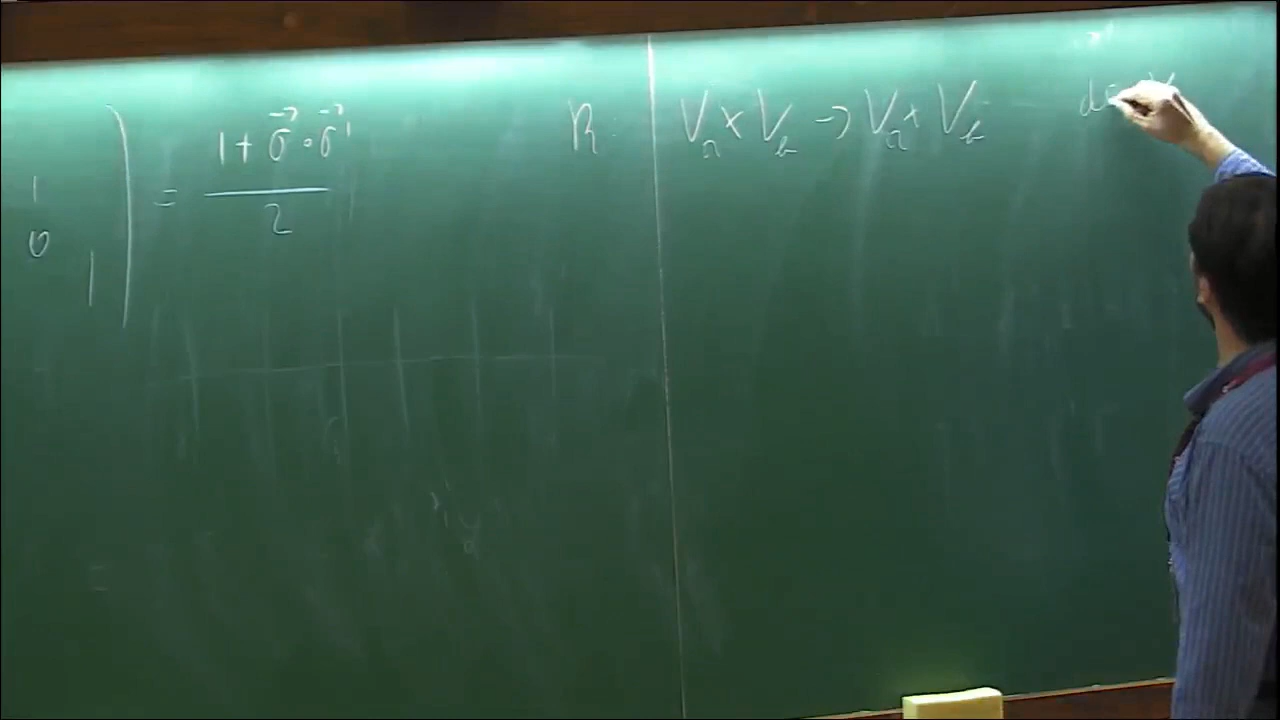 1
0
1
) = (1 + σ⃗ · σ⃗ ') / 2
R : V_a × V_b → V_a × V_b